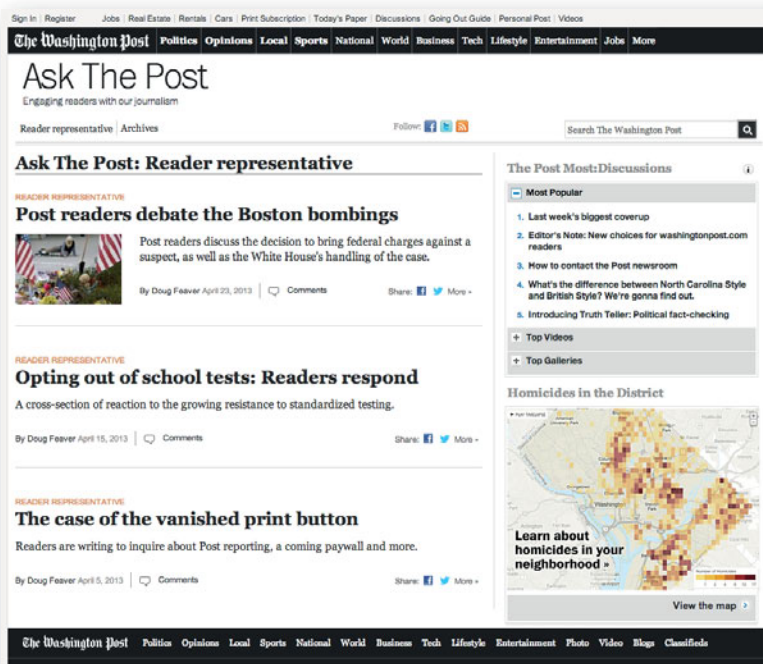 Sign In | Register Jobs | Real Estate | Rentals | Cars | Print Subscription | Today's Paper | Discussions | Going Out Guide | Personal Post | Videos
The Washington Post Politics Opinions Local Sports National World Business Tech Lifestyle Entertainment Jobs More
Ask The Post
Engaging readers with our journalism
Reader representative | Archives
Follow:
Search The Washington Post
Ask The Post: Reader representative
READER REPRESENTATIVE
Post readers debate the Boston bombings
Post readers discuss the decision to bring federal charges against a
suspect, as well as the White House's handling of the case.
By Doug Feaver April 23, 2013 | Comments
Share: More
READER REPRESENTATIVE
Opting out of school tests: Readers respond
A cross-section of reaction to the growing resistance to standardized testing.
By Doug Feaver April 15, 2013 | Comments
Share: More
READER REPRESENTATIVE
The case of the vanished print button
Readers are writing to inquire about Post reporting, a coming paywall and more.
By Doug Feaver April 5, 2013 | Comments
Share: More
The Post Most:Discussions
Most Popular
1. Last week's biggest coverup
2. Editor's Note: New choices for washingtonpost.com
readers
3. How to contact the Post newsroom
4. What's the difference between North Carolina Style
and British Style? We're gonna find out.
5. Introducing Truth Teller: Political fact-checking
Top Videos
Top Galleries
Homicides in the District
Washington
Learn about
homicides in your
neighborhood »
Number of Homicides
View the map
The Washington Post Politics Opinions Local Sports National World Business Tech Lifestyle Entertainment Photo Video Blogs Classifieds